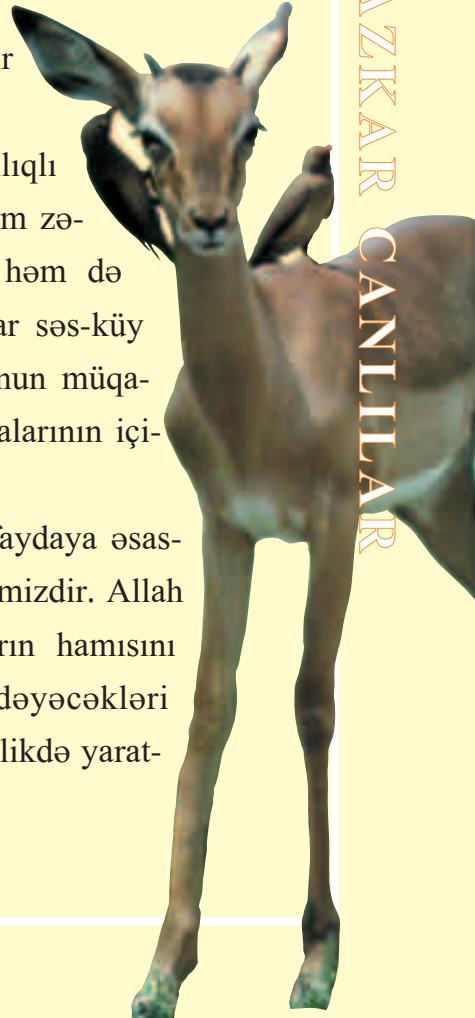 r
lıqlı
m zə-
həm də
ar səs-küy
nun müqa-
alarının içi-
faydaya əsas-
mizdir. Allah
rın hamısını
dəyəcəkləri
likdə yarat-
AZKAR CANLILAR